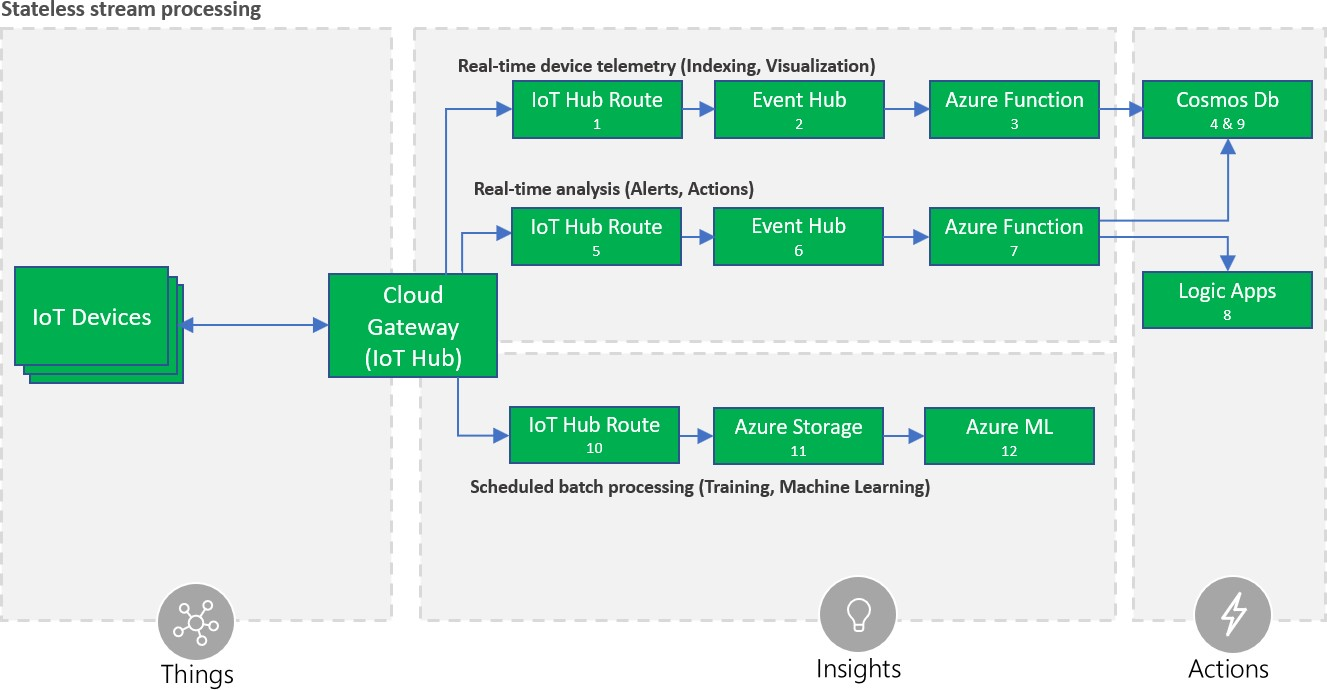 Stateless stream processing
Real-time device telemetry (Indexing, Visualization)
IoT Hub Route
1
Event Hub
2
Azure Function
3
Cosmos Db
4 & 9
Real-time analysis (Alerts, Actions)
IoT Hub Route
5
Event Hub
6
Azure Function
7
Logic Apps
8
IoT Devices
Cloud
Gateway
(IoT Hub)
IoT Hub Route
10
Azure Storage
11
Azure ML
12
Scheduled batch processing (Training, Machine Learning)
Things
Insights
Actions